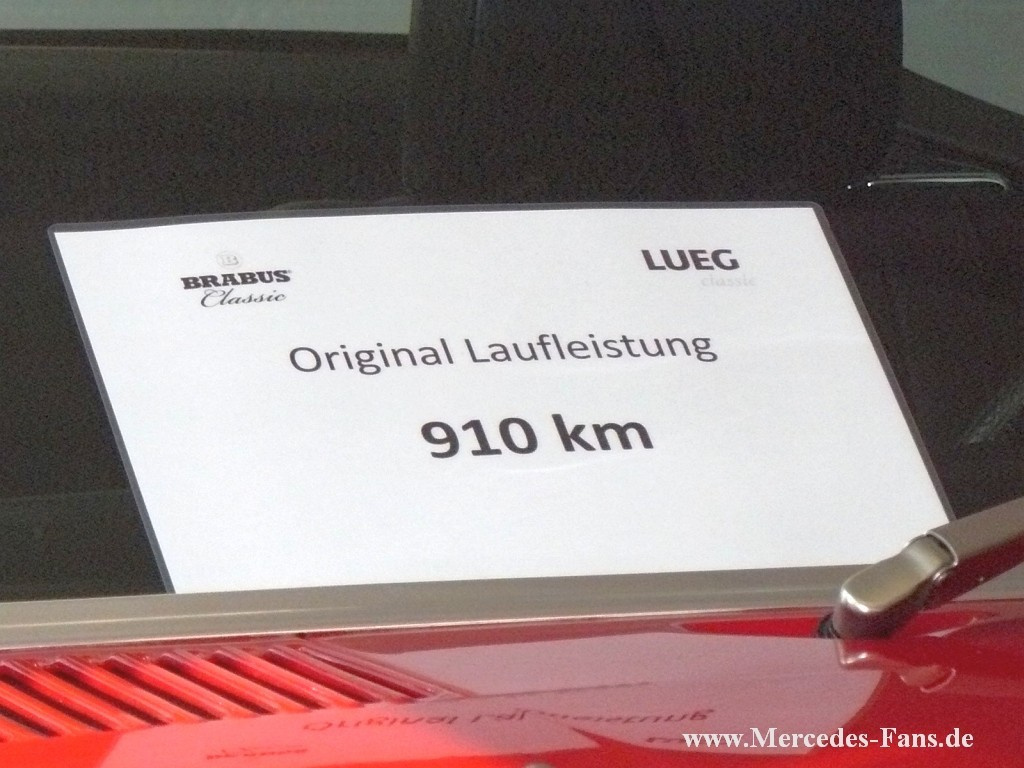 B
BRABUS
Classic
LUEG
classic
Original Laufleistung
910 km
www.Mercedes-Fans.de